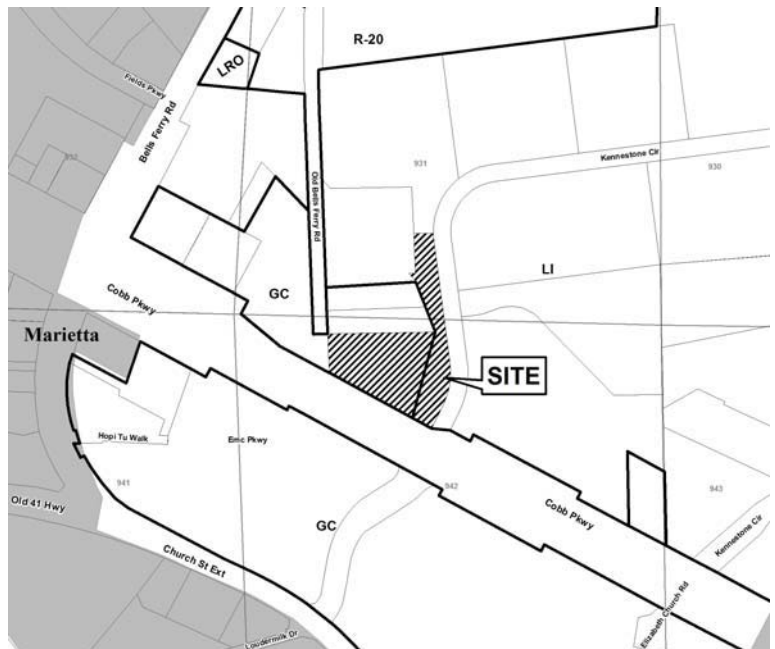 R-20
LRO
Fields Pkwy
Bells Ferry Rd
932
931
Kennestone Cir
930
Old Bells Ferry Rd
LI
GC
Cobb Pkwy
Marietta
SITE
Hopi Tu Walk
Emc Pkwy
941
942
943
Old 41 Hwy
GC
Cobb Pkwy
Kennestone Cir
Church St Ext
Elizabeth Church Rd
Loudermilk Dr